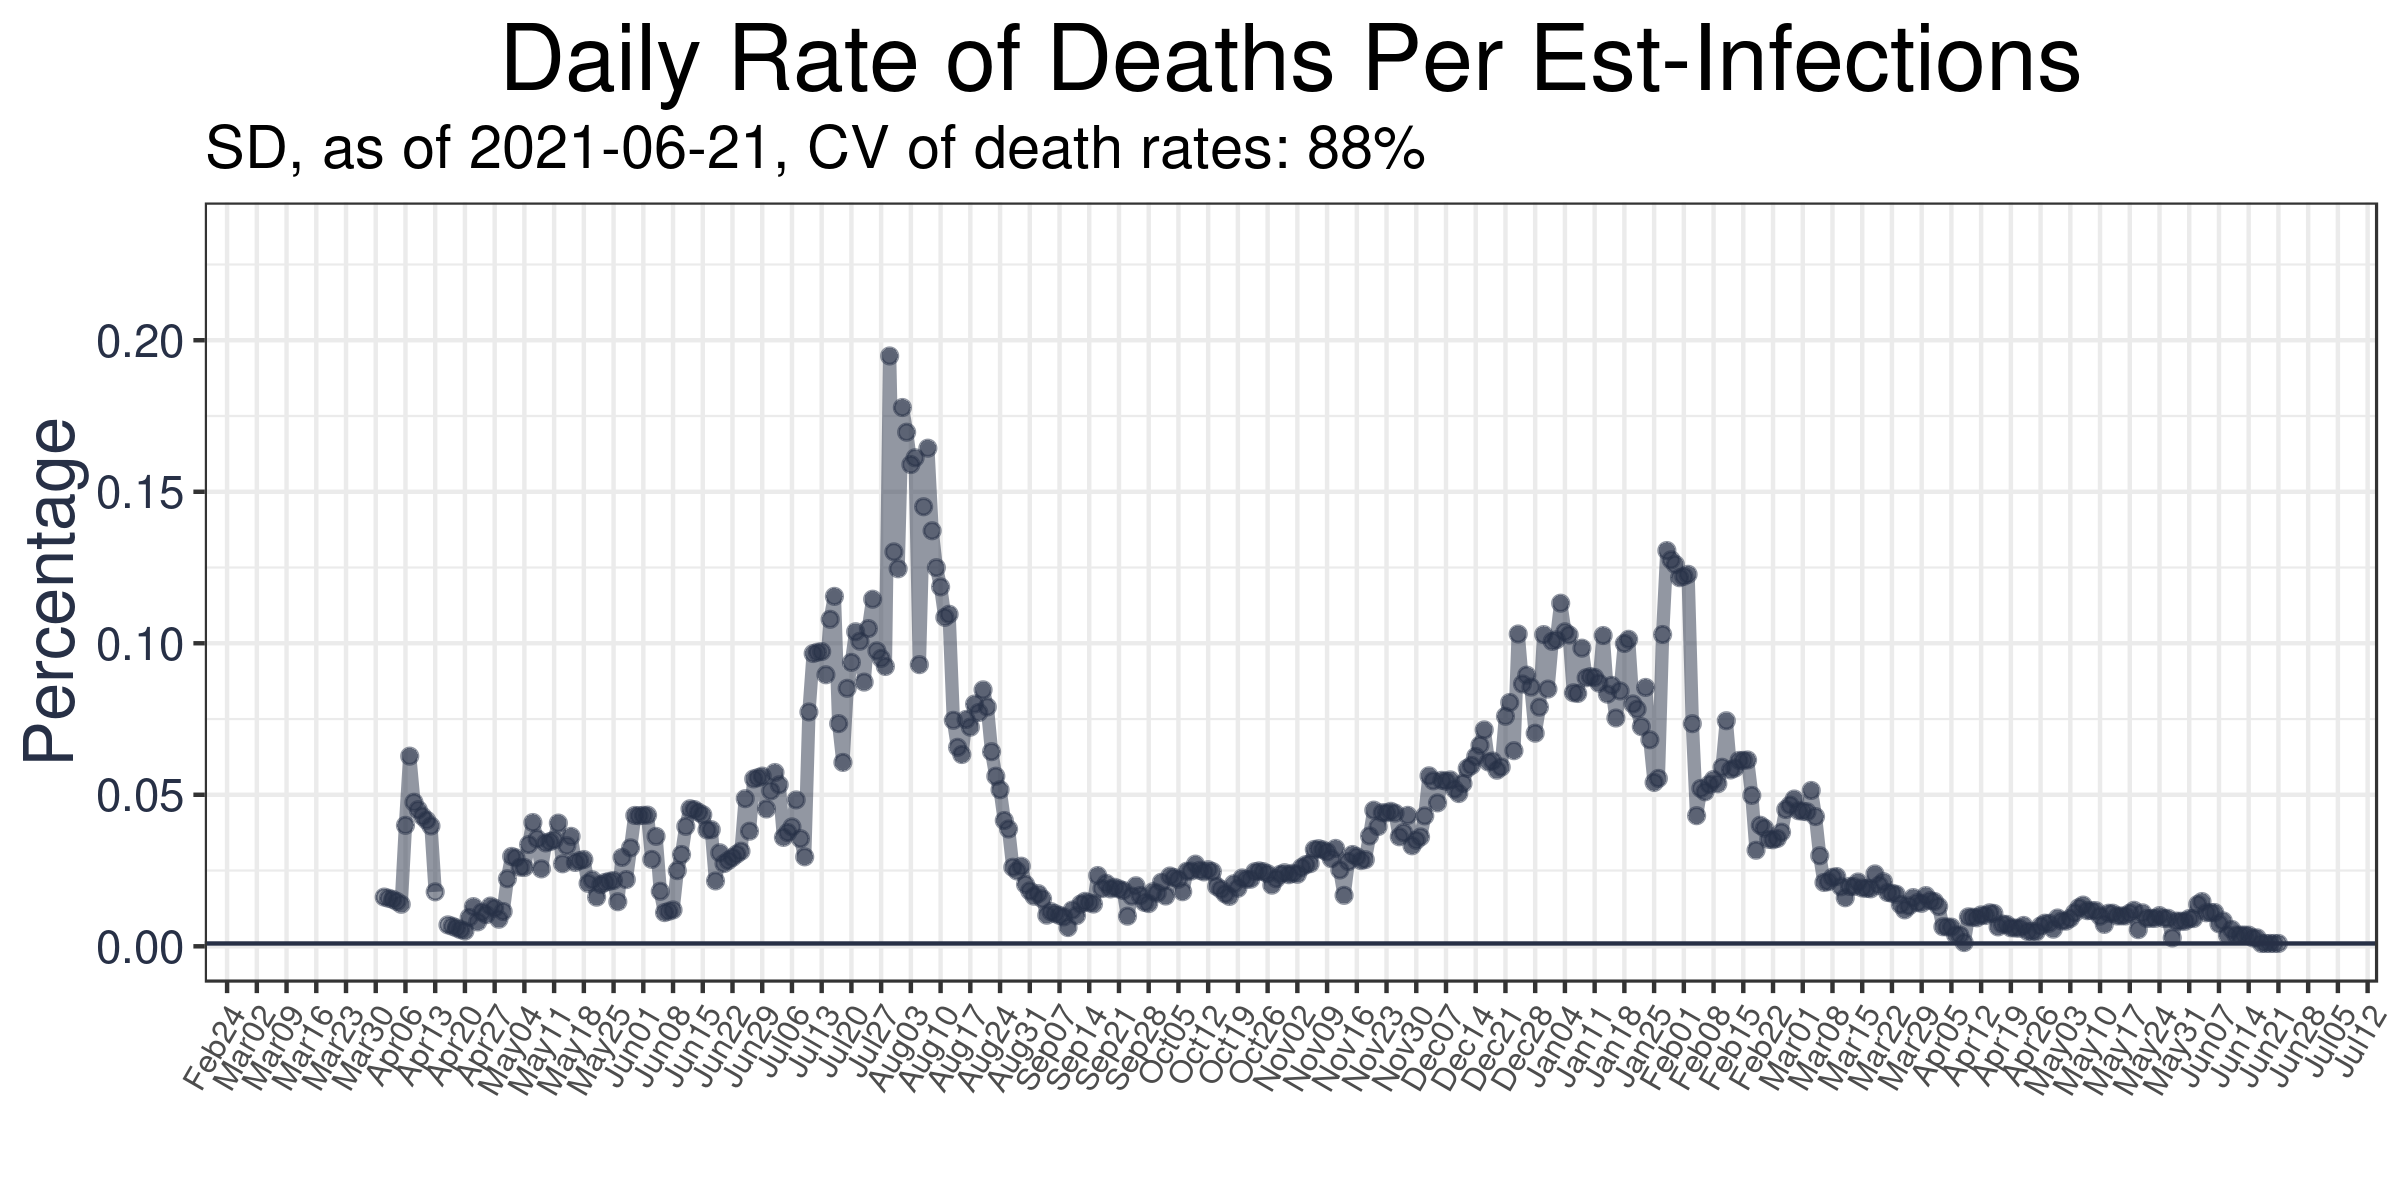 Daily Rate of Deaths Per Est-Infections
SD, as of 2021-06-21, CV of death rates: 88%
Percentage
0.20
0.15
0.10
0.05
0.00
Feb24 Mar02 Mar09 Mar16 Mar23 Mar30 Apr06 Apr13 Apr20 Apr27 May04 May11 May18 May25 Jun01 Jun08 Jun15 Jun22 Jun29 Jul06 Jul13 Jul20 Jul27 Aug03 Aug10 Aug17 Aug24 Aug31 Sep07 Sep14 Sep21 Sep28 Oct05 Oct12 Oct19 Oct26 Nov02 Nov09 Nov16 Nov23 Nov30 Dec07 Dec14 Dec21 Dec28 Jan04 Jan11 Jan18 Jan25 Feb01 Feb08 Feb15 Feb22 Mar01 Mar08 Mar15 Mar22 Mar29 Apr05 Apr12 Apr19 Apr26 May03 May10 May17 May24 May31 Jun07 Jun14 Jun21 Jun28 Jul05 Jul12